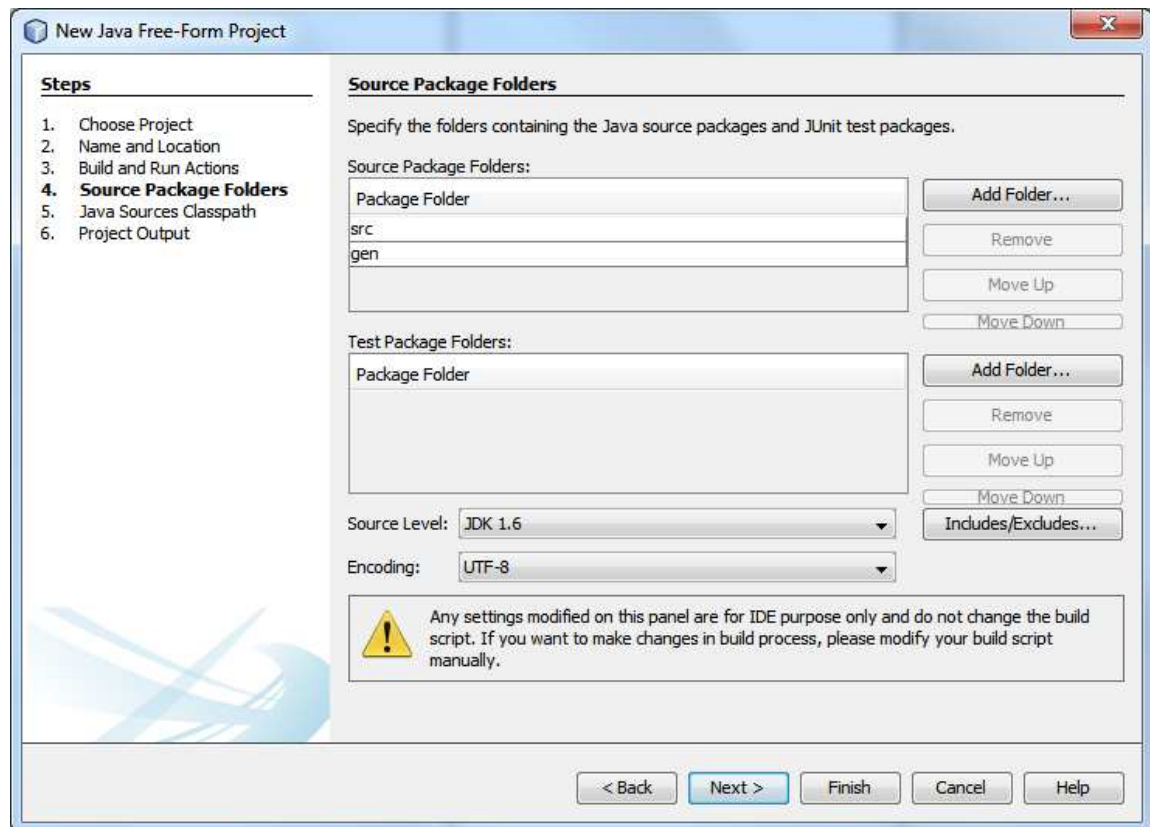 New Java Free-Form Project
Steps
1. Choose Project
2. Name and Location
3. Build and Run Actions
4. Source Package Folders
5. Java Sources Classpath
6. Project Output
Source Package Folders
Specify the folders containing the Java source packages and JUnit test packages.
Source Package Folders:
Package Folder
src
gen
Add Folder...
Remove
Move Up
Move Down
Test Package Folders:
Package Folder
Add Folder...
Remove
Move Up
Move Down
Source Level: JDK 1.6
Includes/Excludes...
Encoding: UTF-8
Any settings modified on this panel are for IDE purpose only and do not change the build
script. If you want to make changes in build process, please modify your build script
manually.
< Back Next > Finish Cancel Help